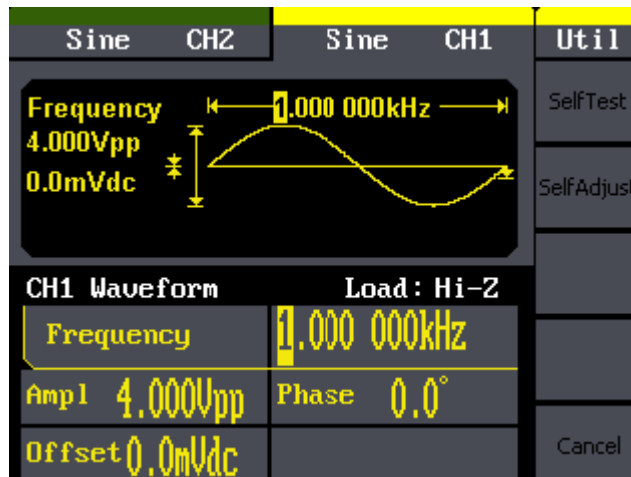 Sine CH2 Sine CH1 Util
Frequency 1.000 000kHz
4.000Vpp
0.0mVdc
SelfTest
SelfAdjus
CH1 Waveform Load: Hi-Z
Frequency 1.000 000kHz
Ampl 4.000Vpp Phase 0.0°
Offset 0.0mVdc
Cancel